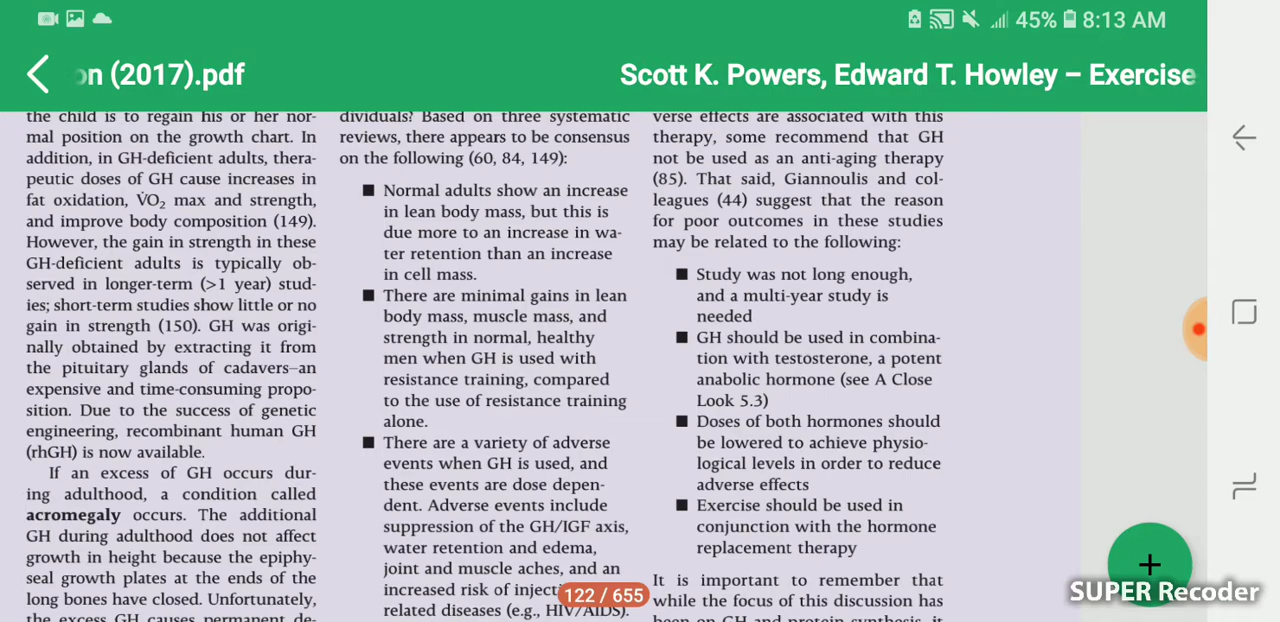 45% 8:13 AM
on (2017).pdf
Scott K. Powers, Edward T. Howley – Exercise
the child is to regain his or her nor-
mal position on the growth chart. In
addition, in GH-deficient adults, thera-
peutic doses of GH cause increases in
fat oxidation, V̇O₂ max and strength,
and improve body composition (149).
However, the gain in strength in these
GH-deficient adults is typically ob-
served in longer-term (>1 year) stud-
ies; short-term studies show little or no
gain in strength (150). GH was origi-
nally obtained by extracting it from
the pituitary glands of cadavers—an
expensive and time-consuming propo-
sition. Due to the success of genetic
engineering, recombinant human GH
(rhGH) is now available.
If an excess of GH occurs dur-
ing adulthood, a condition called
acromegaly occurs. The additional
GH during adulthood does not affect
growth in height because the epiphy-
seal growth plates at the ends of the
long bones have closed. Unfortunately,
the excess GH causes permanent de-
dividuals? Based on three systematic
reviews, there appears to be consensus
on the following (60, 84, 149):
■ Normal adults show an increase
in lean body mass, but this is
due more to an increase in wa-
ter retention than an increase
in cell mass.
■ There are minimal gains in lean
body mass, muscle mass, and
strength in normal, healthy
men when GH is used with
resistance training, compared
to the use of resistance training
alone.
■ There are a variety of adverse
events when GH is used, and
these events are dose depen-
dent. Adverse events include
suppression of the GH/IGF axis,
water retention and edema,
joint and muscle aches, and an
increased risk of inject
related diseases (e.g., HIV/AIDS).
verse effects are associated with this
therapy, some recommend that GH
not be used as an anti-aging therapy
(85). That said, Giannoulis and col-
leagues (44) suggest that the reason
for poor outcomes in these studies
may be related to the following:
■ Study was not long enough,
and a multi-year study is
needed
■ GH should be used in combina-
tion with testosterone, a potent
anabolic hormone (see A Close
Look 5.3)
■ Doses of both hormones should
be lowered to achieve physio-
logical levels in order to reduce
adverse effects
■ Exercise should be used in
conjunction with the hormone
replacement therapy
It is important to remember that
while the focus of this discussion has
been on GH and protein synthesis, it
122 / 655
+
SUPER Recoder